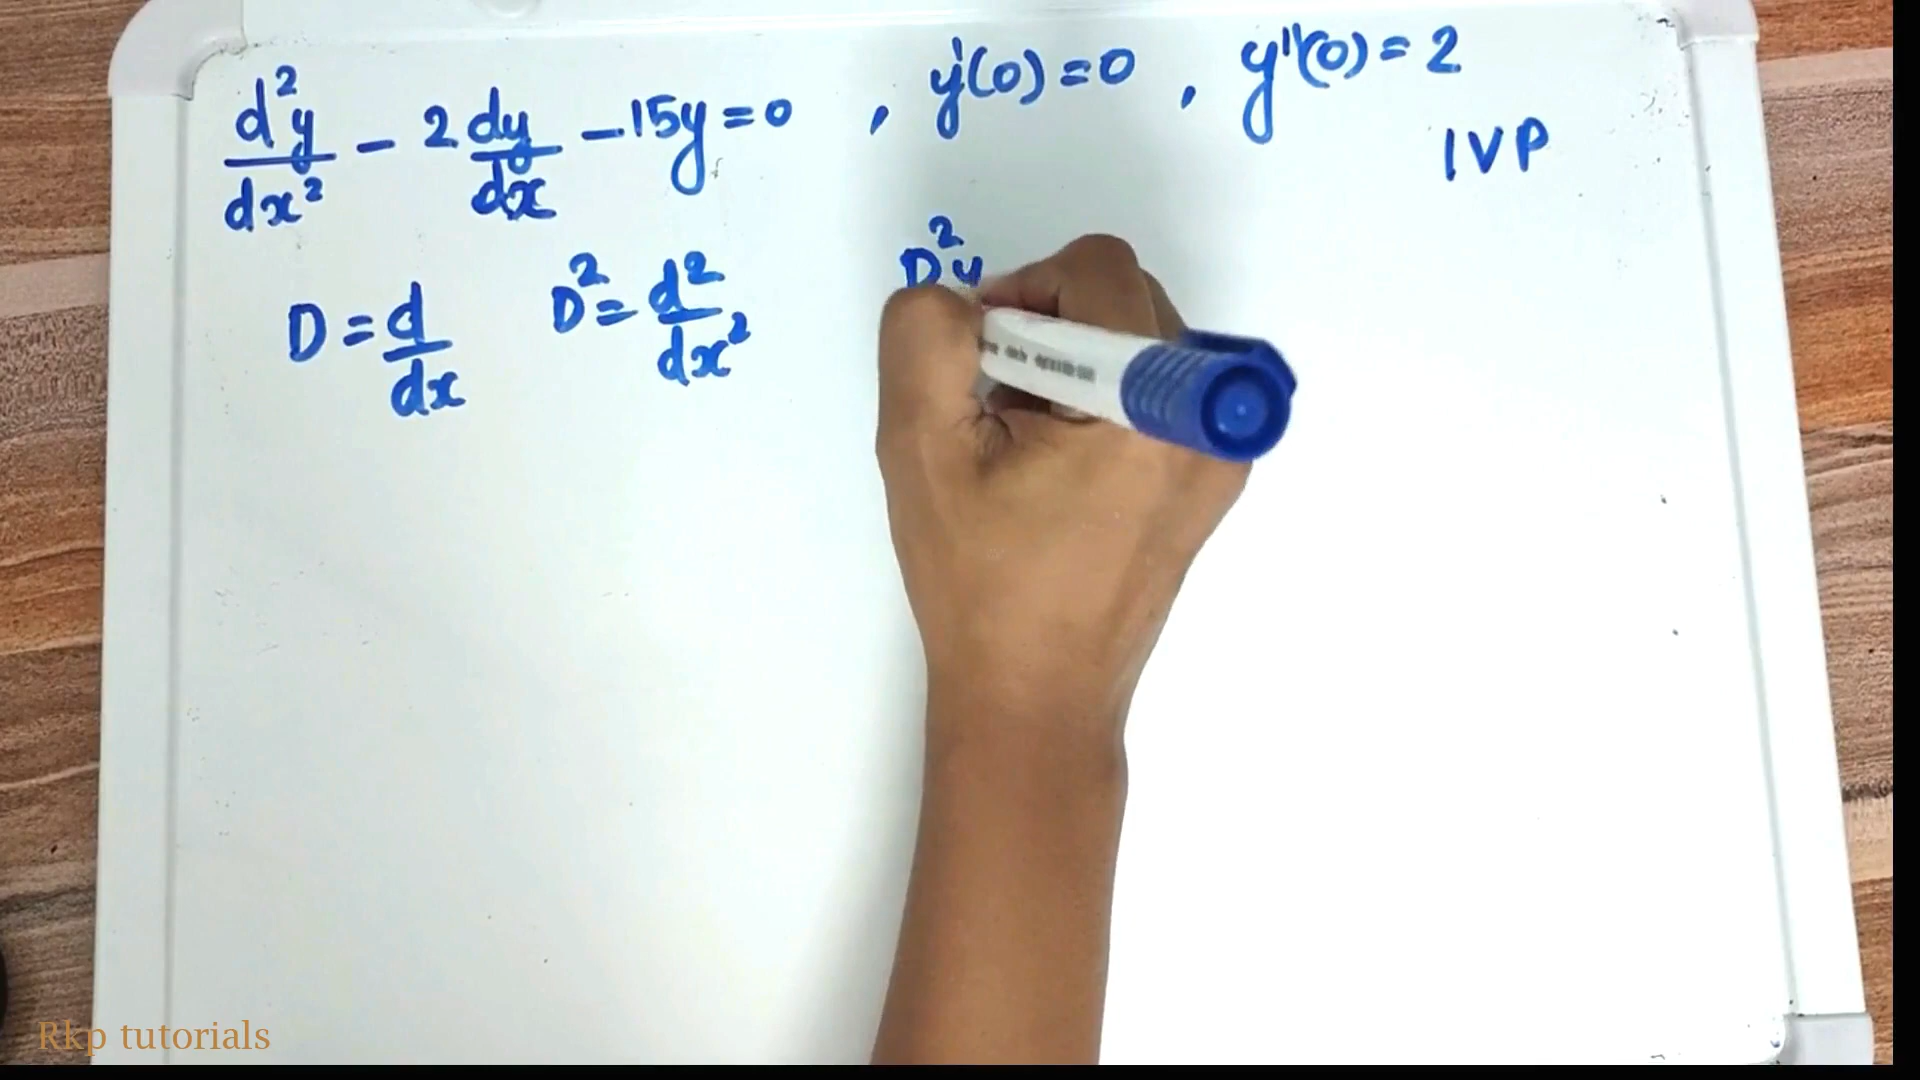 d²y/dx² - 2 dy/dx - 15y = 0 , y'(0) = 0 , y''(0) = 2
IVP
D = d/dx D² = d²/dx² D²y
Rkp tutorials